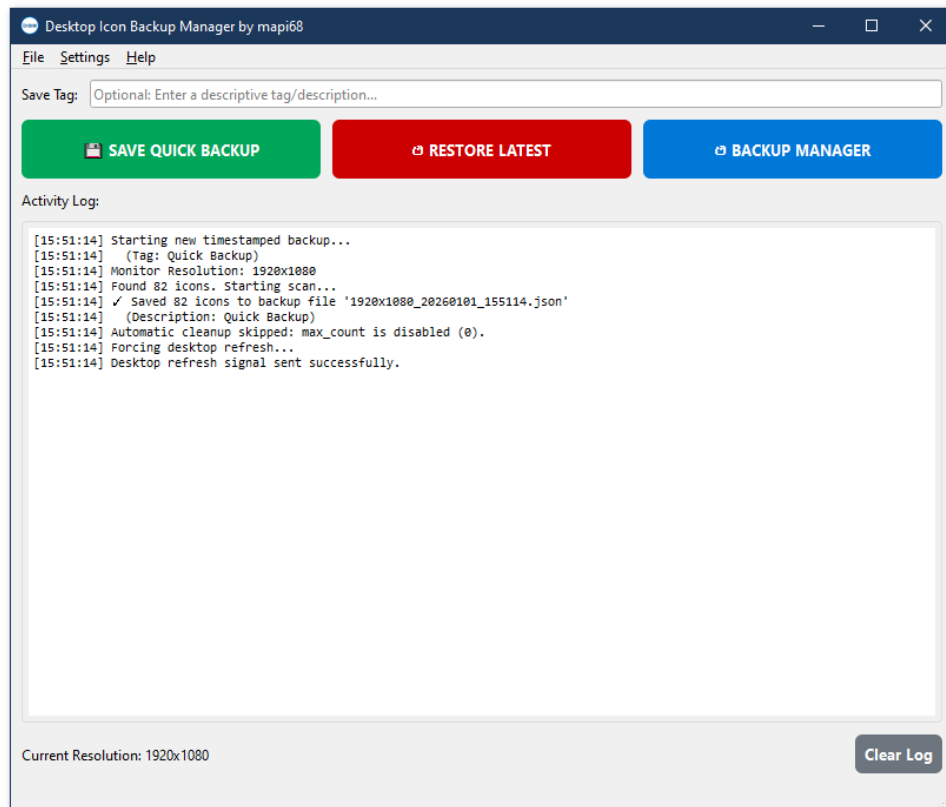 Desktop Icon Backup Manager by mapi68
File Settings Help
Save Tag: Optional: Enter a descriptive tag/description...
SAVE QUICK BACKUP
RESTORE LATEST
BACKUP MANAGER
Activity Log:
[15:51:14] Starting new timestamped backup...
[15:51:14]   (Tag: Quick Backup)
[15:51:14] Monitor Resolution: 1920x1080
[15:51:14] Found 82 icons. Starting scan...
[15:51:14] ✓ Saved 82 icons to backup file '1920x1080_20260101_155114.json'
[15:51:14]   (Description: Quick Backup)
[15:51:14] Automatic cleanup skipped: max_count is disabled (0).
[15:51:14] Forcing desktop refresh...
[15:51:14] Desktop refresh signal sent successfully.
Current Resolution: 1920x1080
Clear Log